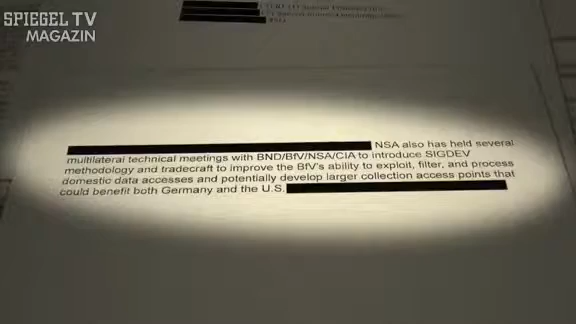 SPIEGEL TV
MAGAZIN
NSA also has held several
multilateral technical meetings with BND/BfV/NSA/CIA to introduce SIGDEV
methodology and tradecraft to improve the BfV's ability to exploit, filter, and process
domestic data accesses and potentially develop larger collection access points that
could benefit both Germany and the U.S.